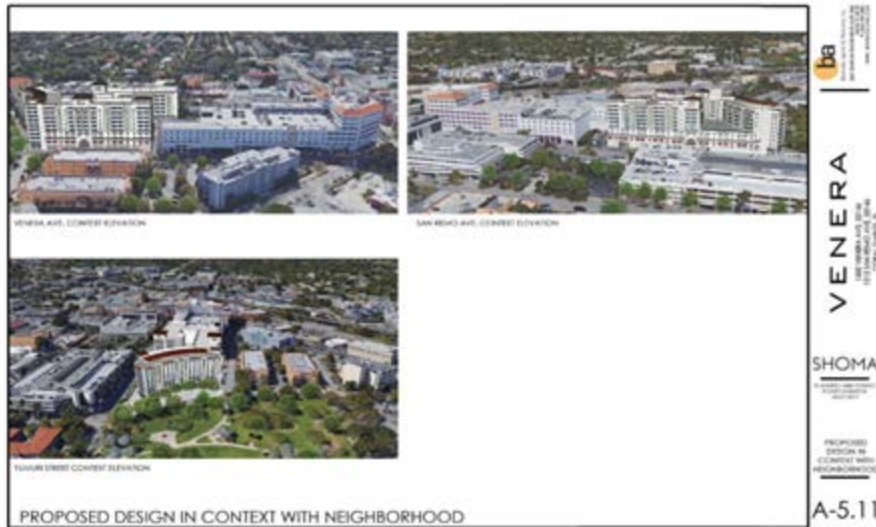 VENERA AVE. CONTEXT ELEVATION
SAN REMO AVE. CONTEXT ELEVATION
YUMURI STREET CONTEXT ELEVATION
PROPOSED DESIGN IN CONTEXT WITH NEIGHBORHOOD
ba
VENERA
SHOMA
PROPOSED
DESIGN IN
CONTEXT WITH
NEIGHBORHOOD
A-5.11